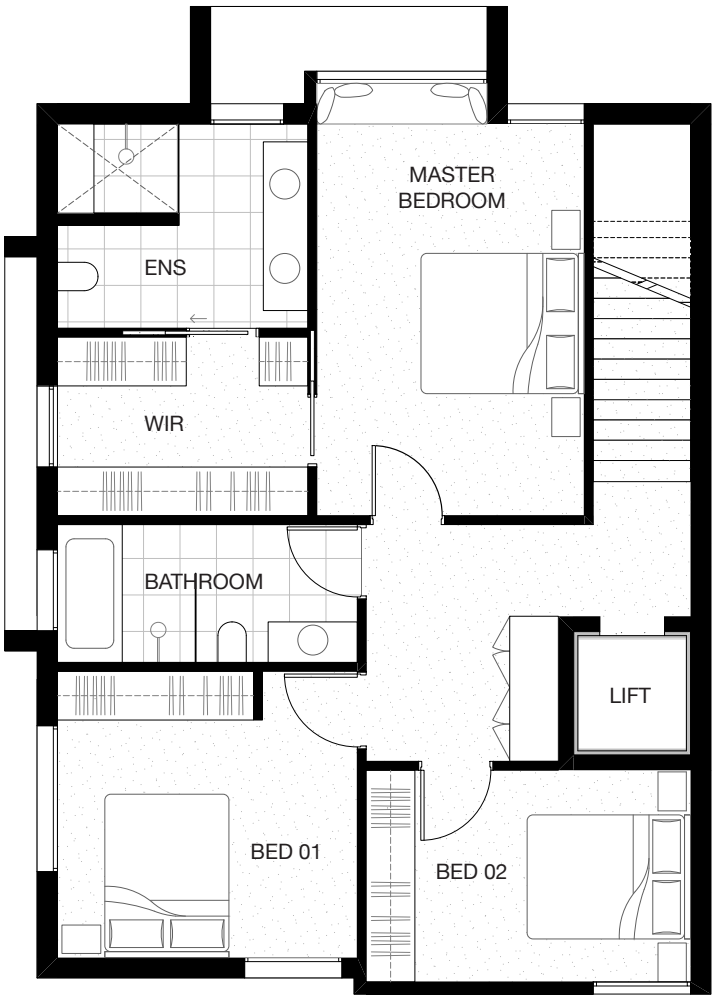 MASTER
BEDROOM
ENS
WIR
BATHROOM
LIFT
BED 01
BED 02